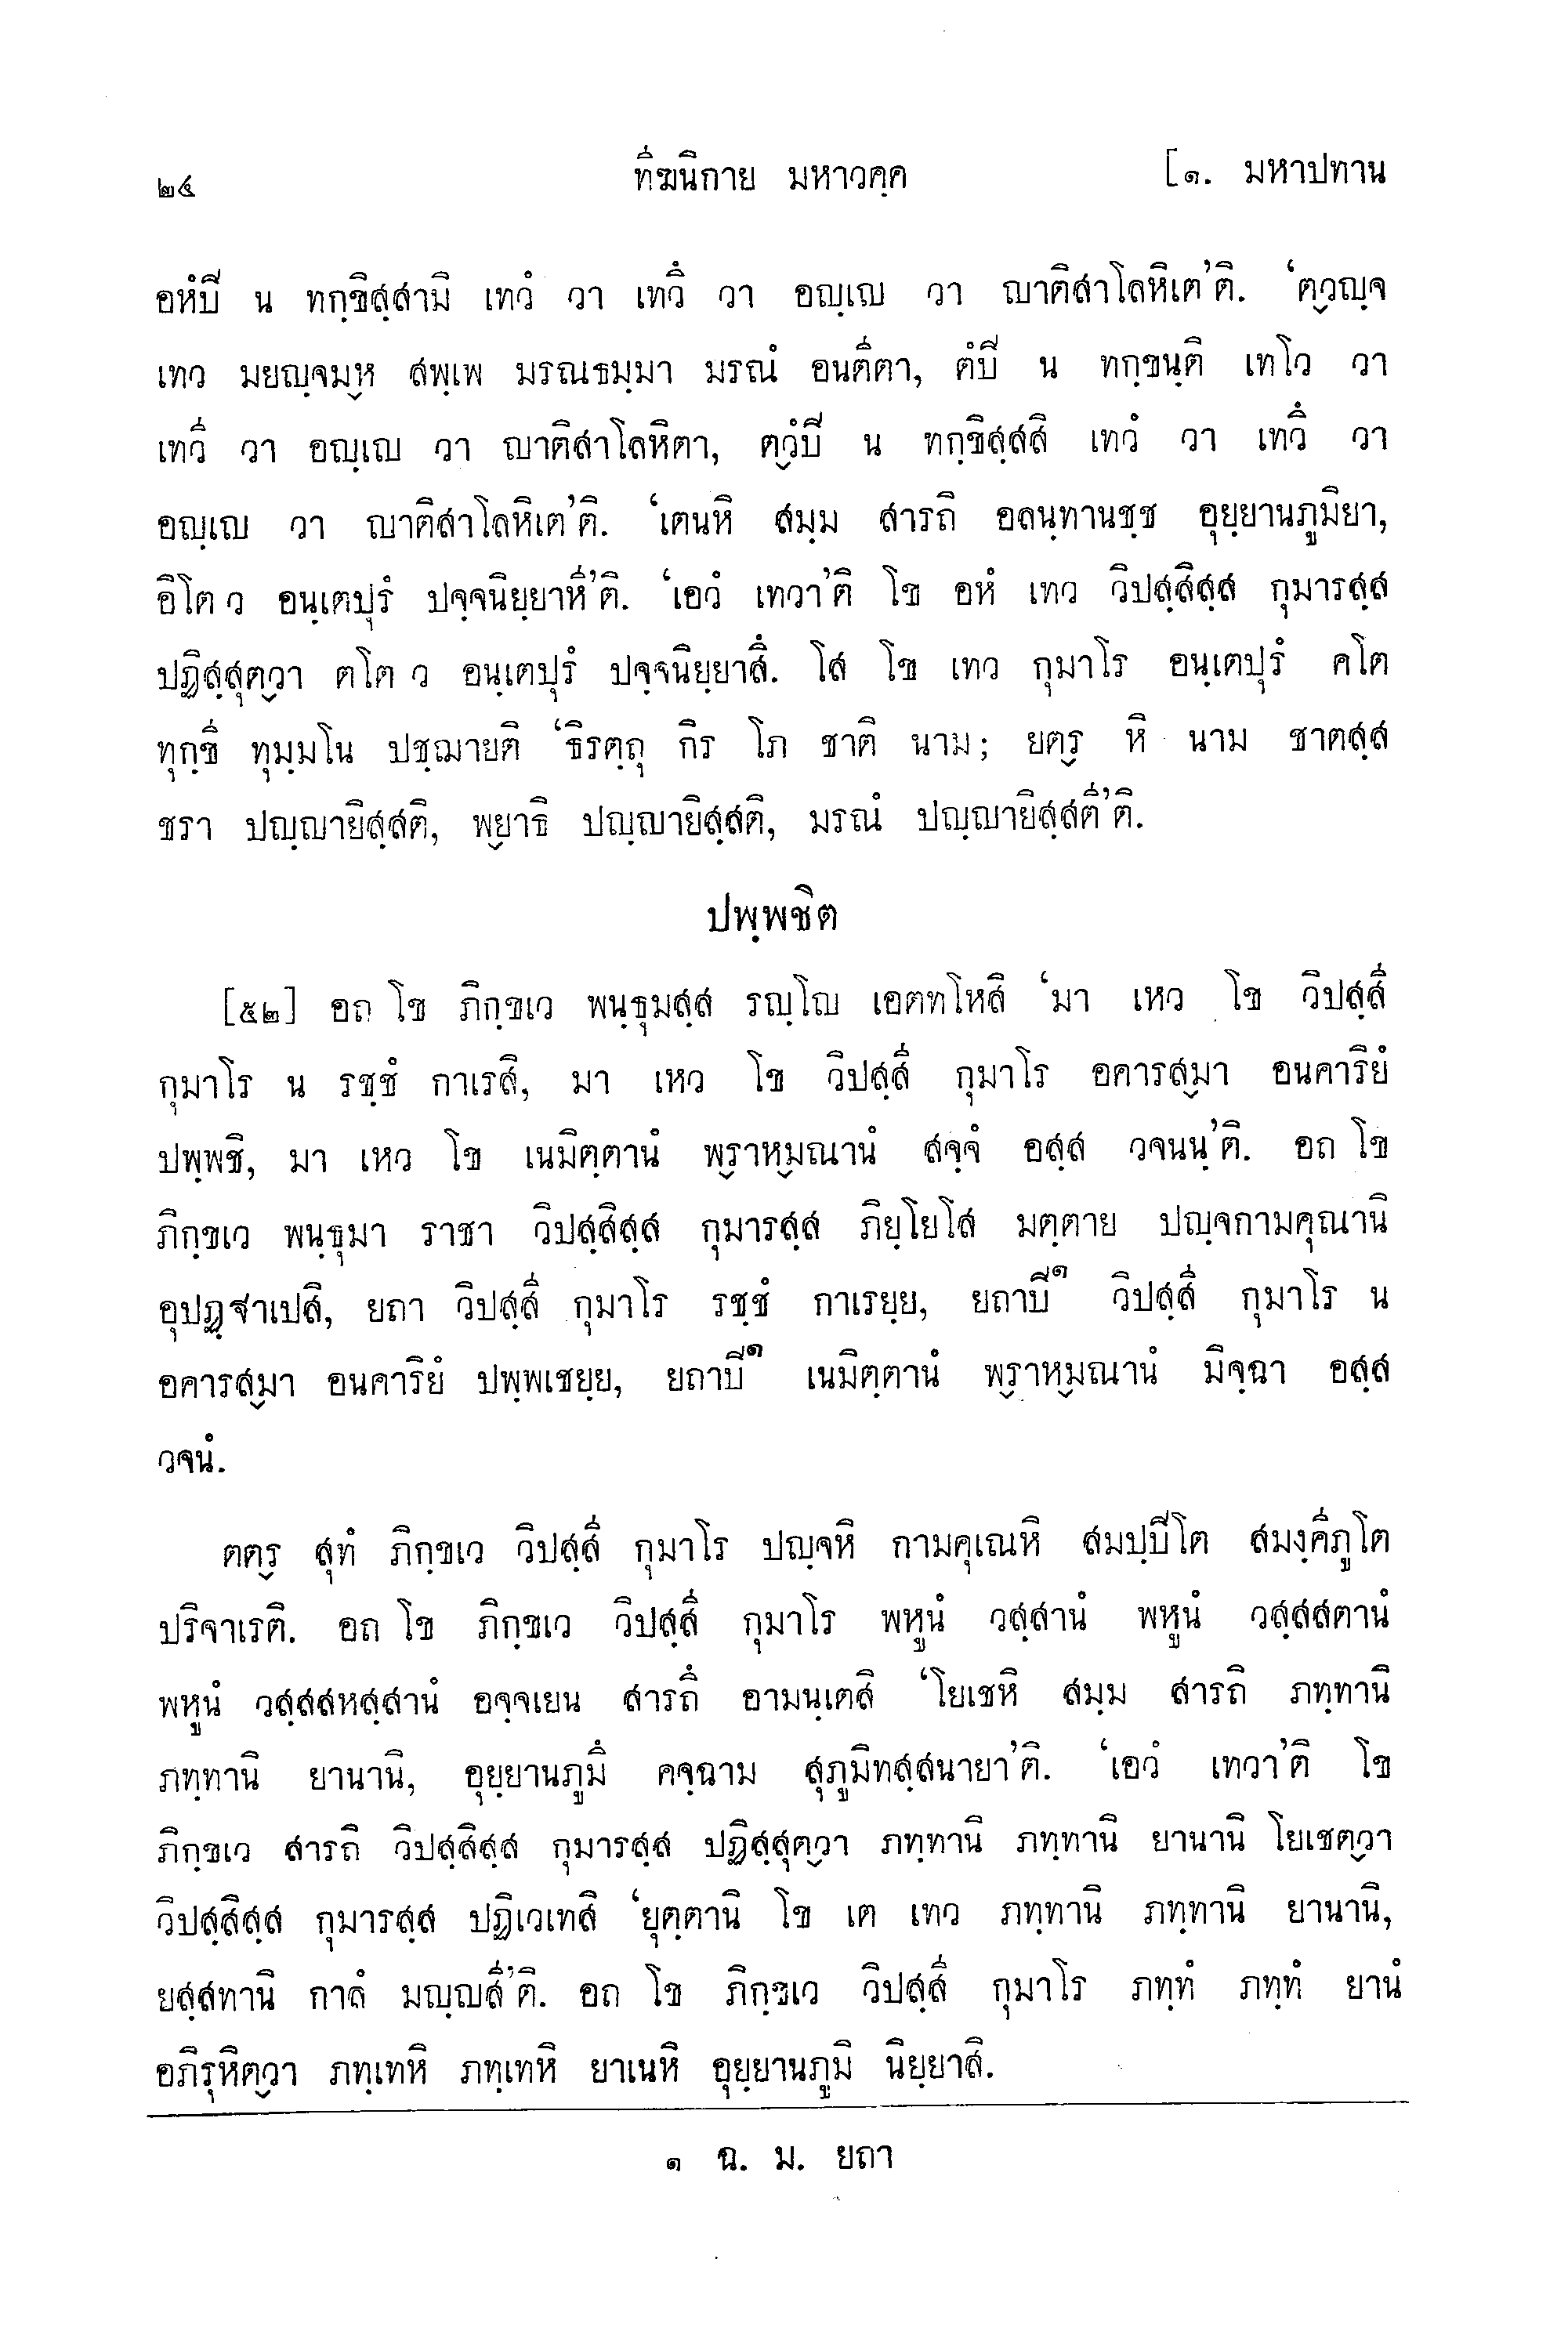 ๒๔ ทีฆนิกาย มหาวคฺค [๑. มหาปทาน
อหํปิ น ทกฺขิสฺสามิ เทวํ วา เทวึ วา อญฺเญ วา ญาติสาโลหิเต’ติ. ‘ตฺวญฺจ
เทว มยญฺจมฺห สพฺเพ มรณธมฺมา มรณํ อนตีตา, ตํปิ น ทกฺขนฺติ เทโว วา
เทวี วา อญฺเญ วา ญาติสาโลหิตา, ตฺวํปิ น ทกฺขิสฺสสิ เทวํ วา เทวึ วา
อญฺเญ วา ญาติสาโลหิเต’ติ. ‘เตนหิ สมฺม สารถิ อลนฺทานชฺช อุยฺยานภูมิยา,
อิโต ว อนฺเตปุรํ ปจฺจนิยฺยาหี’ติ. ‘เอวํ เทวา’ติ โข อหํ เทว วิปสฺสิสฺส กุมารสฺส
ปฏิสฺสุตฺวา ตโต ว อนฺเตปุรํ ปจฺจนิยฺยาสึ. โส โข เทว กุมาโร อนฺเตปุรํ คโต
ทุกฺขี ทุมฺมโน ปชฺฌายติ ‘ธิรตฺถุ กิร โภ ชาติ นาม; ยตฺร หิ นาม ชาตสฺส
ชรา ปญฺญายิสฺสติ, พฺยาธิ ปญฺญายิสฺสติ, มรณํ ปญฺญายิสฺสตี’ติ.
ปพฺพชิต
[๕๒] อถ โข ภิกฺขเว พนฺธุมสฺส รญฺโญ เอตทโหสิ ‘มา เหว โข วิปสฺสี
กุมาโร น รชฺชํ กาเรสิ, มา เหว โข วิปสฺสี กุมาโร อคารสฺมา อนคาริยํ
ปพฺพชิ, มา เหว โข เนมิตฺตานํ พฺราหฺมณานํ สจฺจํ อสฺส วจนนฺ’ติ. อถ โข
ภิกฺขเว พนฺธุมา ราชา วิปสฺสิสฺส กุมารสฺส ภิยฺโยโส มตฺตาย ปญฺจกามคุณานิ
อุปฏฺฐาเปสิ, ยถา วิปสฺสี กุมาโร รชฺชํ กาเรยฺย, ยถาปิ๑ วิปสฺสี กุมาโร น
อคารสฺมา อนคาริยํ ปพฺพเชยฺย, ยถาปิ๑ เนมิตฺตานํ พฺราหฺมณานํ มิจฺฉา อสฺส
วจนํ.
ตตฺร สุทํ ภิกฺขเว วิปสฺสี กุมาโร ปญฺจหิ กามคุเณหิ สมปฺปิโต สมงฺคีภูโต
ปริจาเรติ. อถ โข ภิกฺขเว วิปสฺสี กุมาโร พหูนํ วสฺสานํ พหูนํ วสฺสสตานํ
พหูนํ วสฺสสหสฺสานํ อจฺจเยน สารถึ อามนฺเตสิ ‘โยเชหิ สมฺม สารถิ ภทฺทานิ
ภทฺทานิ ยานานิ, อุยฺยานภูมึ คจฺฉาม สุภูมิทสฺสนายา’ติ. ‘เอวํ เทวา’ติ โข
ภิกฺขเว สารถิ วิปสฺสิสฺส กุมารสฺส ปฏิสฺสุตฺวา ภทฺทานิ ภทฺทานิ ยานานิ โยเชตฺวา
วิปสฺสิสฺส กุมารสฺส ปฏิเวเทสิ ‘ยุตฺตานิ โข เต เทว ภทฺทานิ ภทฺทานิ ยานานิ,
ยสฺสทานิ กาลํ มญฺญสี’ติ. อถ โข ภิกฺขเว วิปสฺสี กุมาโร ภทฺทํ ภทฺทํ ยานํ
อภิรุหิตฺวา ภทฺเทหิ ภทฺเทหิ ยาเนหิ อุยฺยานภูมิ นิยฺยาสิ.
๑ ฉ. ม. ยถา